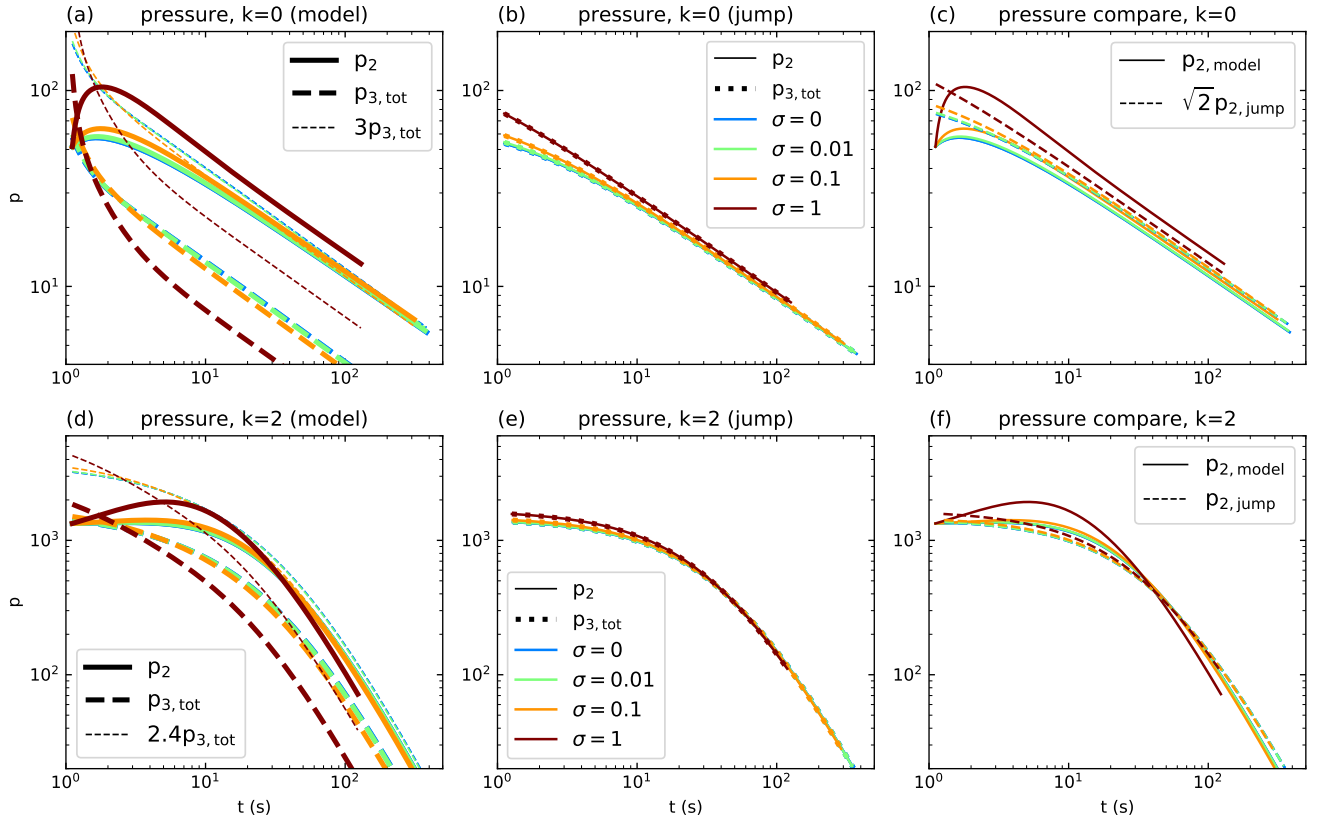 (a) pressure, k=0 (model)
p
10²
10¹
p₂
p₃,tot
3p₃,tot
10⁰ 10¹ 10²
(b) pressure, k=0 (jump)
p₂
p₃,tot
σ = 0
σ = 0.01
σ = 0.1
σ = 1
10⁰ 10¹ 10²
(c) pressure compare, k=0
10²
10¹
p₂,model
√2p₂,jump
10⁰ 10¹ 10²
(d) pressure, k=2 (model)
p
10³
10²
p₂
p₃,tot
2.4p₃,tot
10⁰ 10¹ 10²
t (s)
(e) pressure, k=2 (jump)
p₂
p₃,tot
σ = 0
σ = 0.01
σ = 0.1
σ = 1
10⁰ 10¹ 10²
t (s)
(f) pressure compare, k=2
10³
10²
p₂,model
p₂,jump
10⁰ 10¹ 10²
t (s)